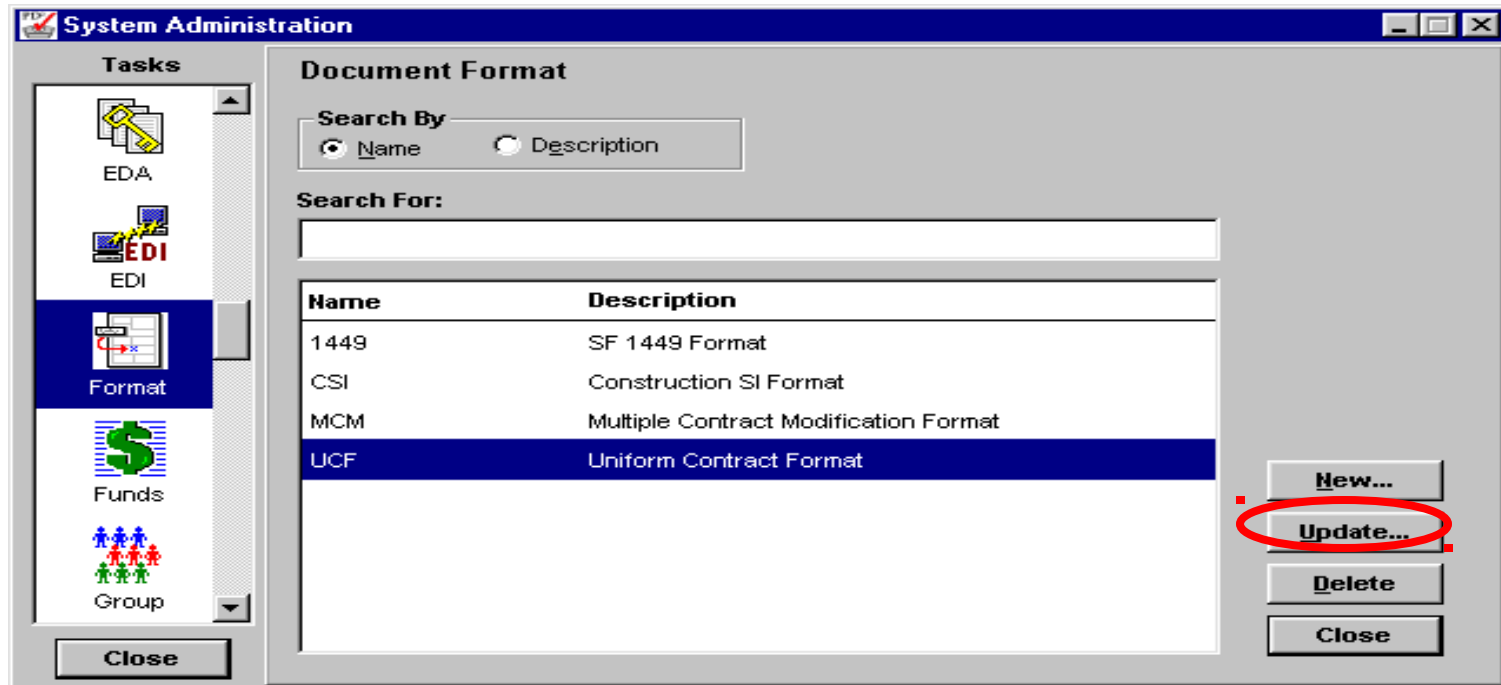 System Administration
Tasks
EDA
EDI
EDI
Format
Funds
Group
Close
Document Format
Search By
Name Description
Search For:
Name Description
1449 SF 1449 Format
CSI Construction SI Format
MCM Multiple Contract Modification Format
UCF Uniform Contract Format
New...
Update...
Delete
Close